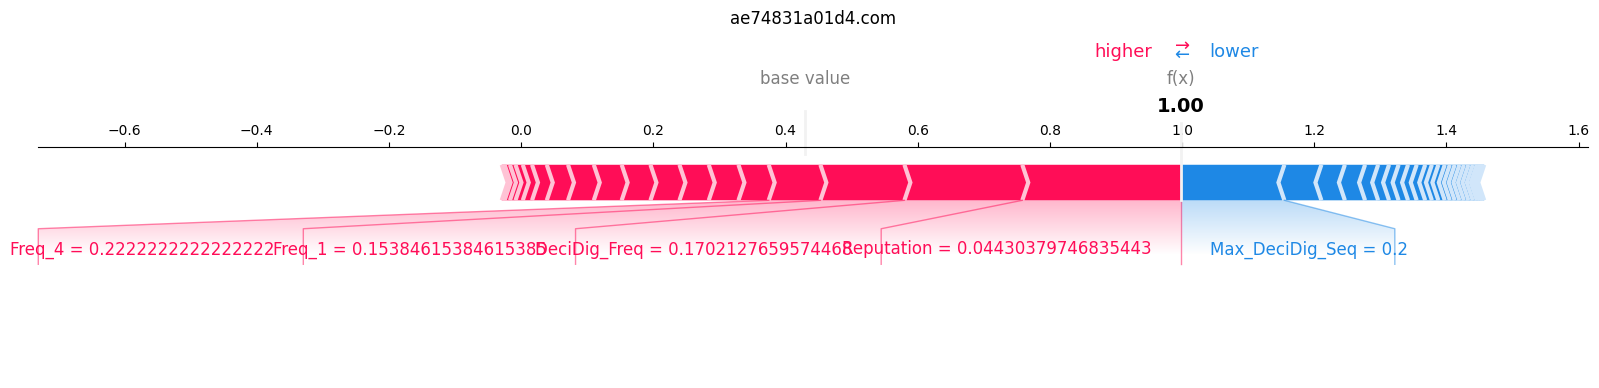 ae74831a01d4.com
higher → ← lower
base value f(x)
1.00
−0.6 −0.4 −0.2 0.0 0.2 0.4 0.6 0.8 1.0 1.2 1.4 1.6
Freq_4 = 0.2222222222222222 Freq_1 = 0.15384615384615385 DeciDig_Freq = 0.1702127659574468 Reputation = 0.04430379746835443 Max_DeciDig_Seq = 0.2